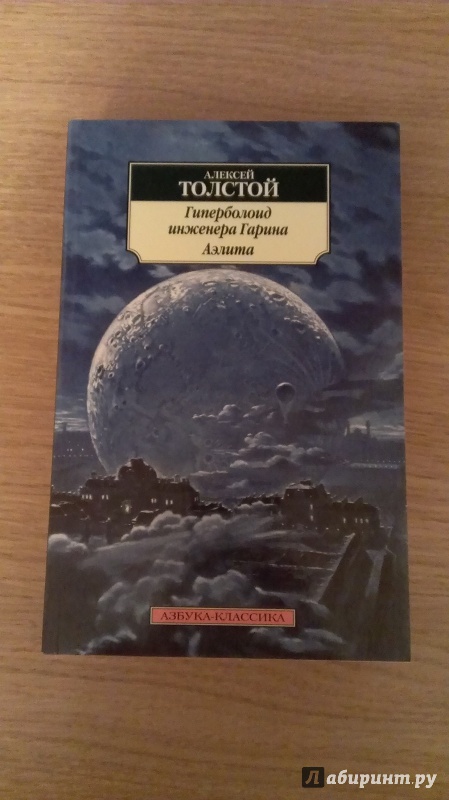 АЛЕКСЕЙ
ТОЛСТОЙ
Гиперболоид
инженера Гарина
Аэлита
АЗБУКА-КЛАССИКА
Лабиринт.ру